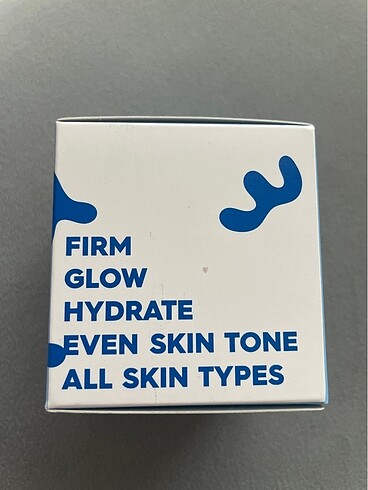 FIRM
GLOW
HYDRATE
EVEN SKIN TONE
ALL SKIN TYPES